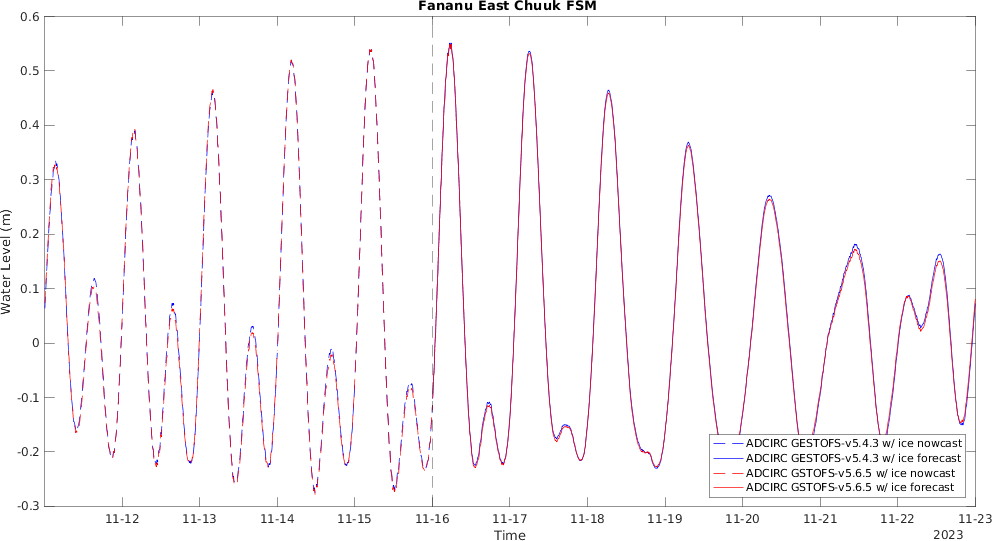 Fananu East Chuuk FSM
0.6
0.5
0.4
0.3
0.2
0.1
0
-0.1
-0.2
-0.3
Water Level (m)
ADCIRC GESTOFS-v5.4.3 w/ ice nowcast
ADCIRC GESTOFS-v5.4.3 w/ ice forecast
ADCIRC GSTOFS-v5.6.5 w/ ice nowcast
ADCIRC GSTOFS-v5.6.5 w/ ice forecast
11-12 11-13 11-14 11-15 11-16 11-17 11-18 11-19 11-20 11-21 11-22 11-23
Time
2023